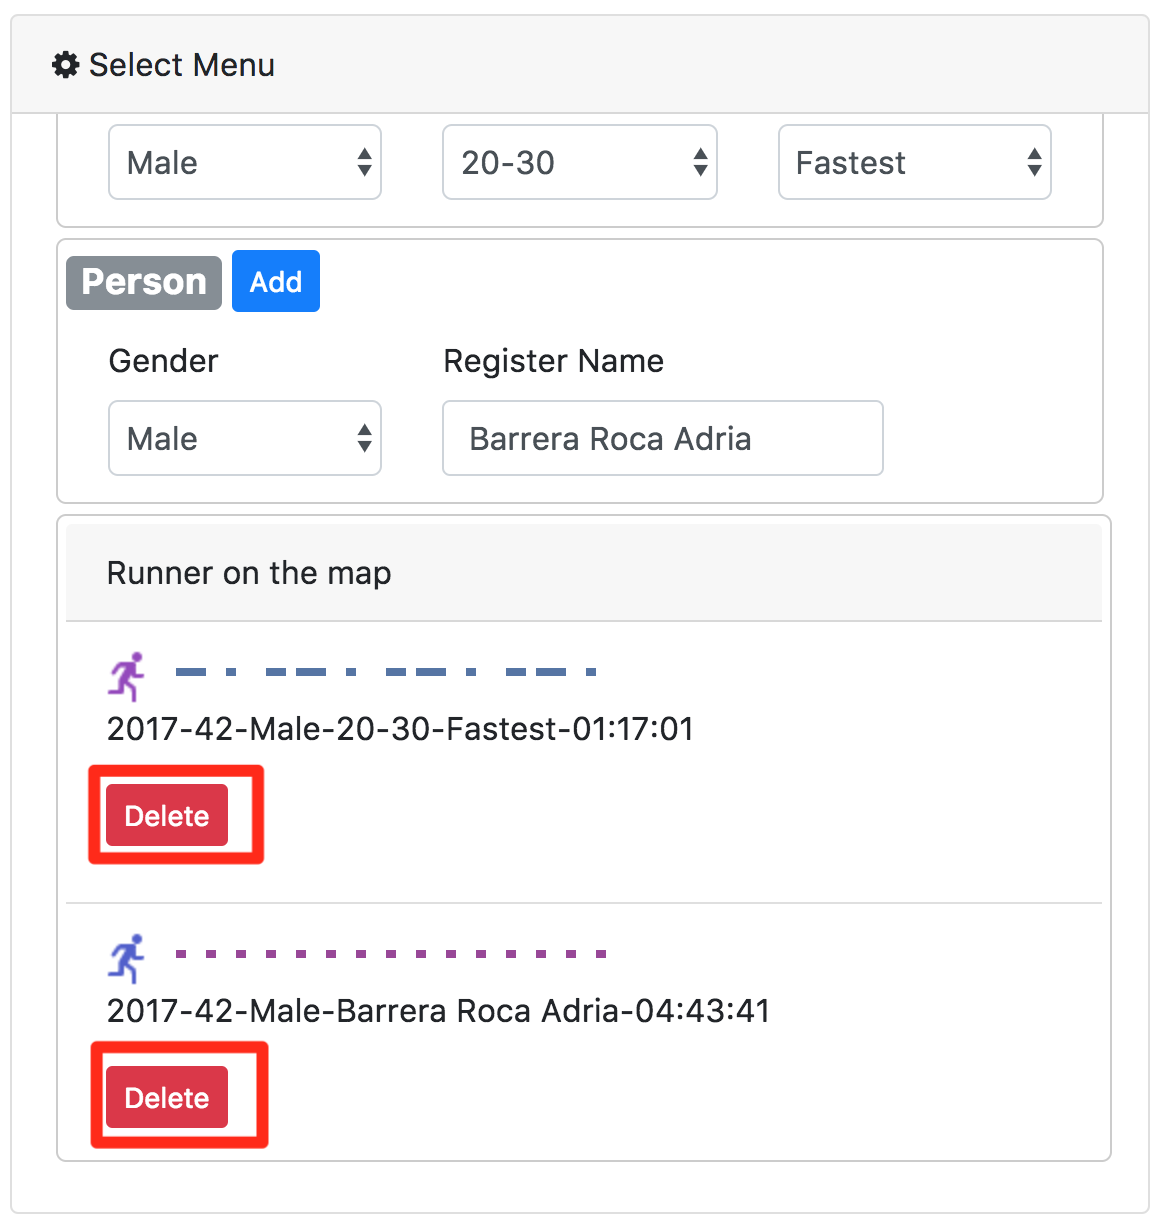 Select Menu
Male 20-30 Fastest
Person Add
Gender Register Name
Male Barrera Roca Adria
Runner on the map
2017-42-Male-20-30-Fastest-01:17:01
Delete
2017-42-Male-Barrera Roca Adria-04:43:41
Delete